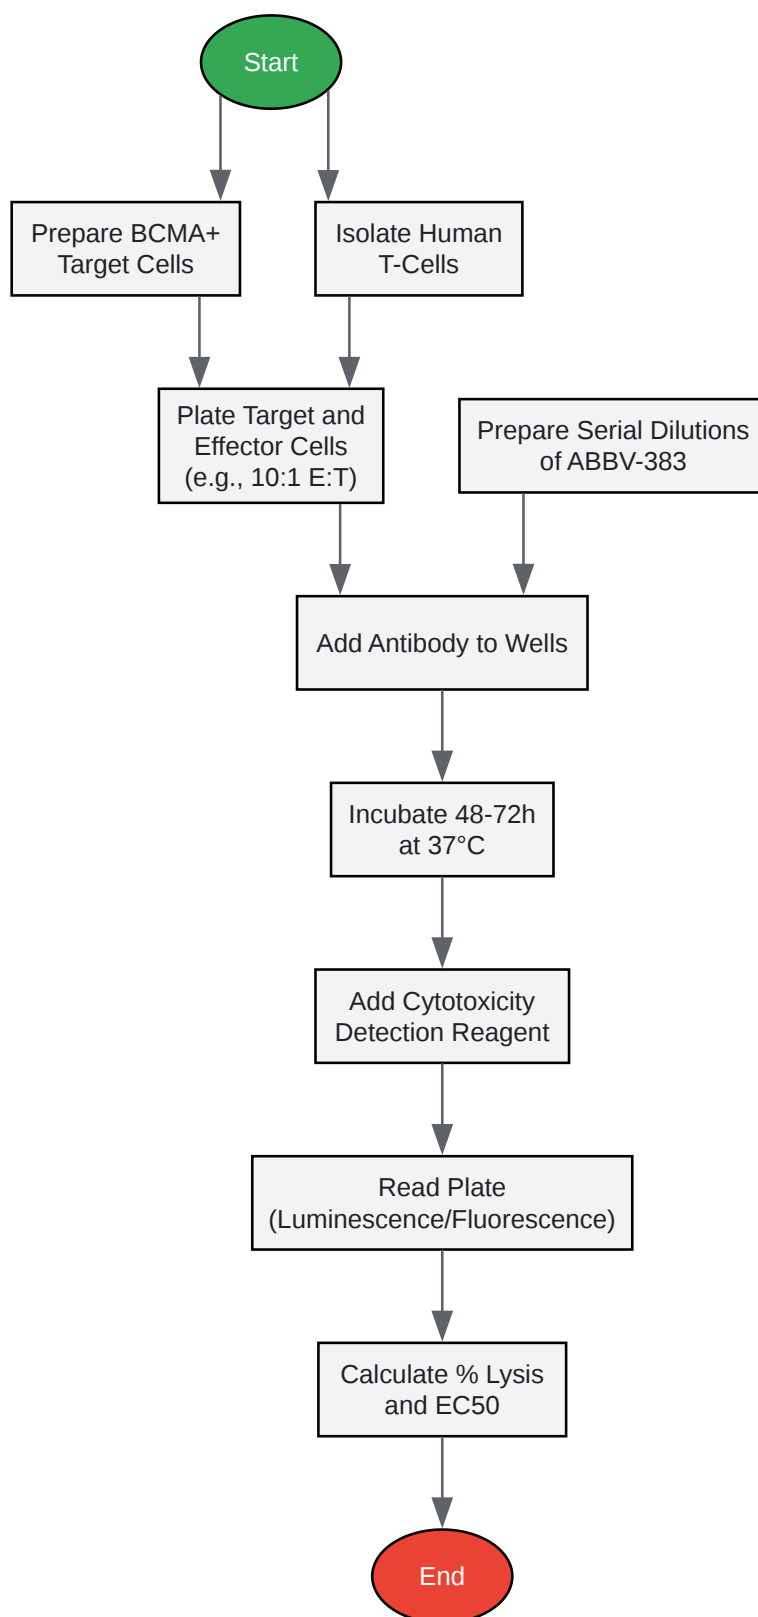 Start
Prepare BCMA+
Target Cells
Isolate Human
T-Cells
Plate Target and
Effector Cells
(e.g., 10:1 E:T)
Prepare Serial Dilutions
of ABBV-383
Add Antibody to Wells
Incubate 48-72h
at 37°C
Add Cytotoxicity
Detection Reagent
Read Plate
(Luminescence/Fluorescence)
Calculate % Lysis
and EC50
End